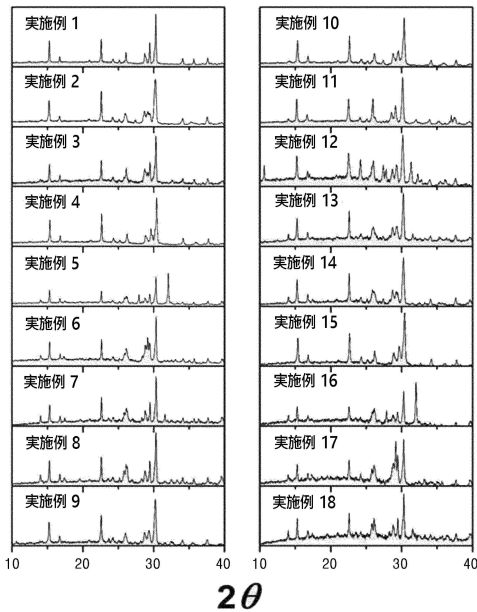 実施例 1
実施例 2
実施例 3
実施例 4
実施例 5
実施例 6
実施例 7
実施例 8
実施例 9
10 20 30 40
実施例 10
実施例 11
実施例 12
実施例 13
実施例 14
実施例 15
実施例 16
実施例 17
実施例 18
10 20 30 40
2θ